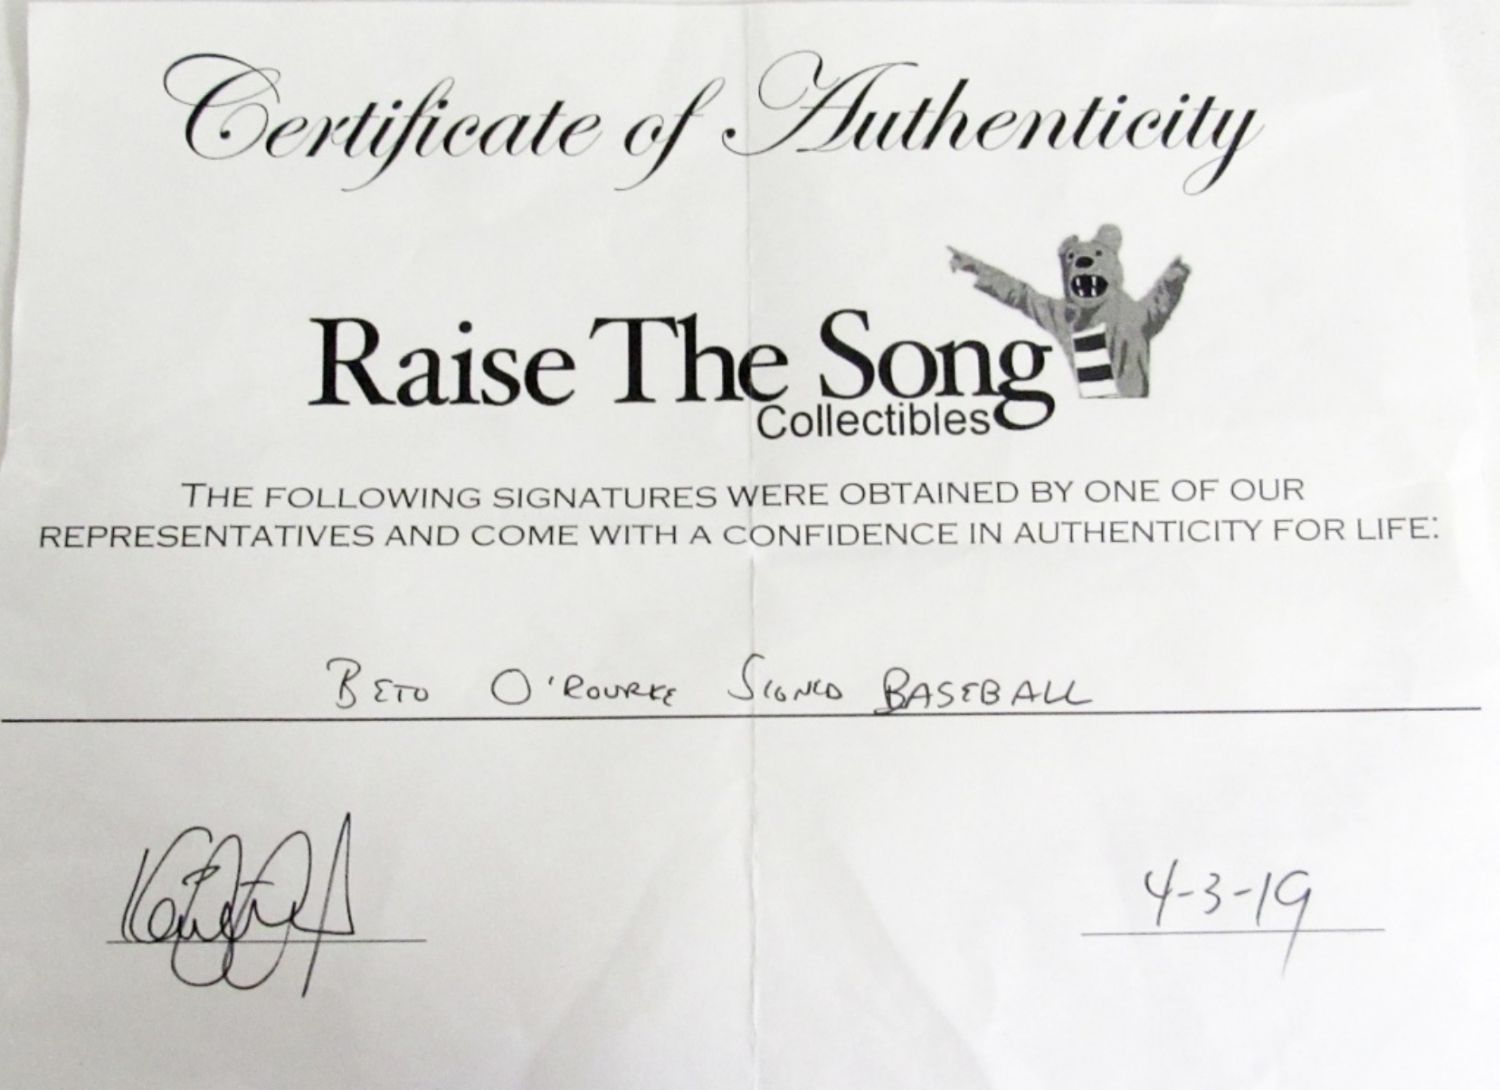 Certificate of Authenticity
Raise The Song
Collectibles
THE FOLLOWING SIGNATURES WERE OBTAINED BY ONE OF OUR
REPRESENTATIVES AND COME WITH A CONFIDENCE IN AUTHENTICITY FOR LIFE:
BETO O'ROURKE SIGNED BASEBALL
4-3-19